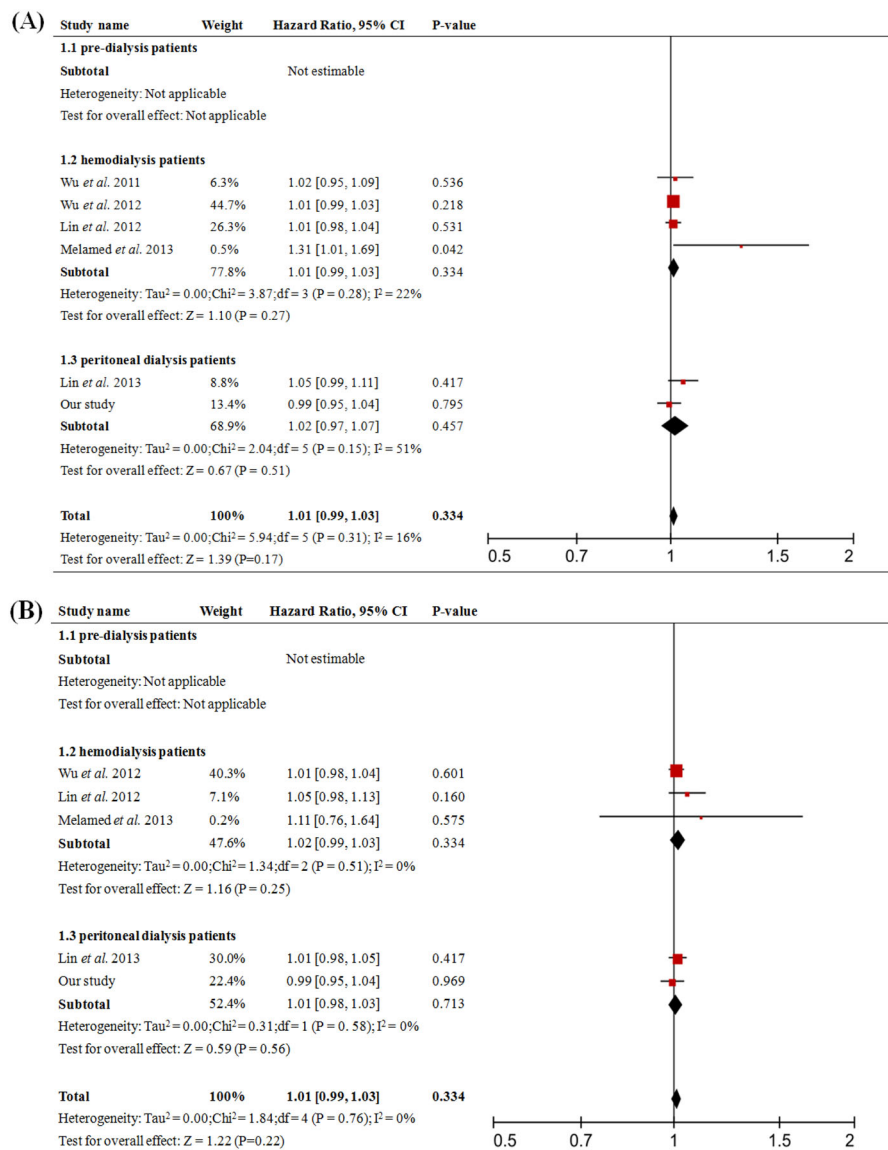 (A)
Study name Weight Hazard Ratio, 95% CI P-value
1.1 pre-dialysis patients
Subtotal Not estimable
Heterogeneity: Not applicable
Test for overall effect: Not applicable
1.2 hemodialysis patients
Wu et al. 2011 6.3% 1.02 [0.95, 1.09] 0.536
Wu et al. 2012 44.7% 1.01 [0.99, 1.03] 0.218
Lin et al. 2012 26.3% 1.01 [0.98, 1.04] 0.531
Melamed et al. 2013 0.5% 1.31 [1.01, 1.69] 0.042
Subtotal 77.8% 1.01 [0.99, 1.03] 0.334
Heterogeneity: Tau² = 0.00;Chi² = 3.87;df = 3 (P = 0.28); I² = 22%
Test for overall effect: Z = 1.10 (P = 0.27)
1.3 peritoneal dialysis patients
Lin et al. 2013 8.8% 1.05 [0.99, 1.11] 0.417
Our study 13.4% 0.99 [0.95, 1.04] 0.795
Subtotal 68.9% 1.02 [0.97, 1.07] 0.457
Heterogeneity: Tau² = 0.00;Chi² = 2.04;df = 5 (P = 0.15); I² = 51%
Test for overall effect: Z = 0.67 (P = 0.51)
Total 100% 1.01 [0.99, 1.03] 0.334
Heterogeneity: Tau² = 0.00;Chi² = 5.94;df = 5 (P = 0.31); I² = 16%
Test for overall effect: Z = 1.39 (P=0.17)
0.5 0.7 1 1.5 2
(B)
Study name Weight Hazard Ratio, 95% CI P-value
1.1 pre-dialysis patients
Subtotal Not estimable
Heterogeneity: Not applicable
Test for overall effect: Not applicable
1.2 hemodialysis patients
Wu et al. 2012 40.3% 1.01 [0.98, 1.04] 0.601
Lin et al. 2012 7.1% 1.05 [0.98, 1.13] 0.160
Melamed et al. 2013 0.2% 1.11 [0.76, 1.64] 0.575
Subtotal 47.6% 1.02 [0.99, 1.03] 0.334
Heterogeneity: Tau² = 0.00;Chi² = 1.34;df = 2 (P = 0.51); I² = 0%
Test for overall effect: Z = 1.16 (P = 0.25)
1.3 peritoneal dialysis patients
Lin et al. 2013 30.0% 1.01 [0.98, 1.05] 0.417
Our study 22.4% 0.99 [0.95, 1.04] 0.969
Subtotal 52.4% 1.01 [0.98, 1.03] 0.713
Heterogeneity: Tau² = 0.00;Chi² = 0.31;df = 1 (P = 0. 58); I² = 0%
Test for overall effect: Z = 0.59 (P = 0.56)
Total 100% 1.01 [0.99, 1.03] 0.334
Heterogeneity: Tau² = 0.00;Chi² = 1.84;df = 4 (P = 0.76); I² = 0%
Test for overall effect: Z = 1.22 (P=0.22)
0.5 0.7 1 1.5 2